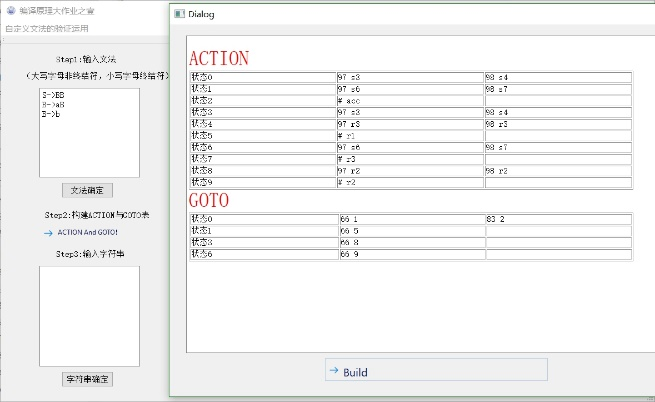 编译原理大作业之壹
自定义文法的验证运用
Step1:输入文法
(大写字母非终结符，小写字母终结符)
S->BB
B->aB
B->b
文法确定
Step2:构建ACTION与GOTO表
ACTION And GOTO!
Step3:输入字符串
字符串确定
Dialog
ACTION
状态0 97 s3 98 s4
状态1 97 s6 98 s7
状态2 # acc
状态3 97 s3 98 s4
状态4 97 r3 98 r3
状态5 # r1
状态6 97 s6 98 s7
状态7 # r3
状态8 97 r2 98 r2
状态9 # r2
GOTO
状态0 66 1 83 2
状态1 66 5
状态3 66 8
状态6 66 9
Build